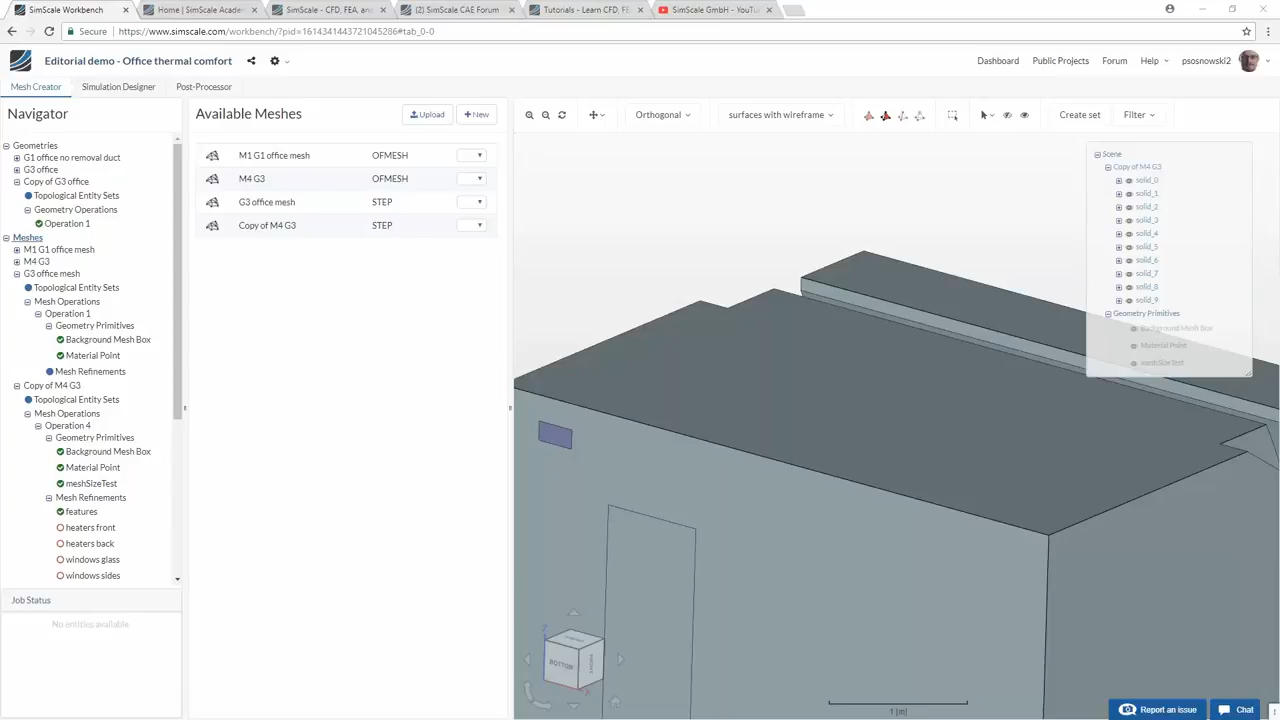 SimScale Workbench
Home | SimScale Acade
SimScale - CFD, FEA, an
(2) SimScale CAE Forum
Tutorials - Learn CFD, FE
SimScale GmbH - YouTu
Secure
https://www.simscale.com/workbench/?pid=1614341443721045286#tab_0-0
Editorial demo - Office thermal comfort
Dashboard
Public Projects
Forum
Help
psosnowski2
Mesh Creator
Simulation Designer
Post-Processor
Navigator
Geometries
G1 office no removal duct
G3 office
Copy of G3 office
Topological Entity Sets
Geometry Operations
Operation 1
Meshes
M1 G1 office mesh
M4 G3
G3 office mesh
Topological Entity Sets
Mesh Operations
Operation 1
Geometry Primitives
Background Mesh Box
Material Point
Mesh Refinements
Copy of M4 G3
Topological Entity Sets
Mesh Operations
Operation 4
Geometry Primitives
Background Mesh Box
Material Point
meshSizeTest
Mesh Refinements
features
heaters front
heaters back
windows glass
windows sides
Job Status
No entities available
Available Meshes
Upload
+ New
M1 G1 office mesh OFMESH
M4 G3 OFMESH
G3 office mesh STEP
Copy of M4 G3 STEP
Orthogonal
surfaces with wireframe
Create set
Filter
Scene
Copy of M4 G3
solid_0
solid_1
solid_2
solid_3
solid_4
solid_5
solid_6
solid_7
solid_8
solid_9
Geometry Primitives
Background Mesh Box
Material Point
meshSizeTest
Z
BOTTOM
X
1 [m]
Report an issue
Chat